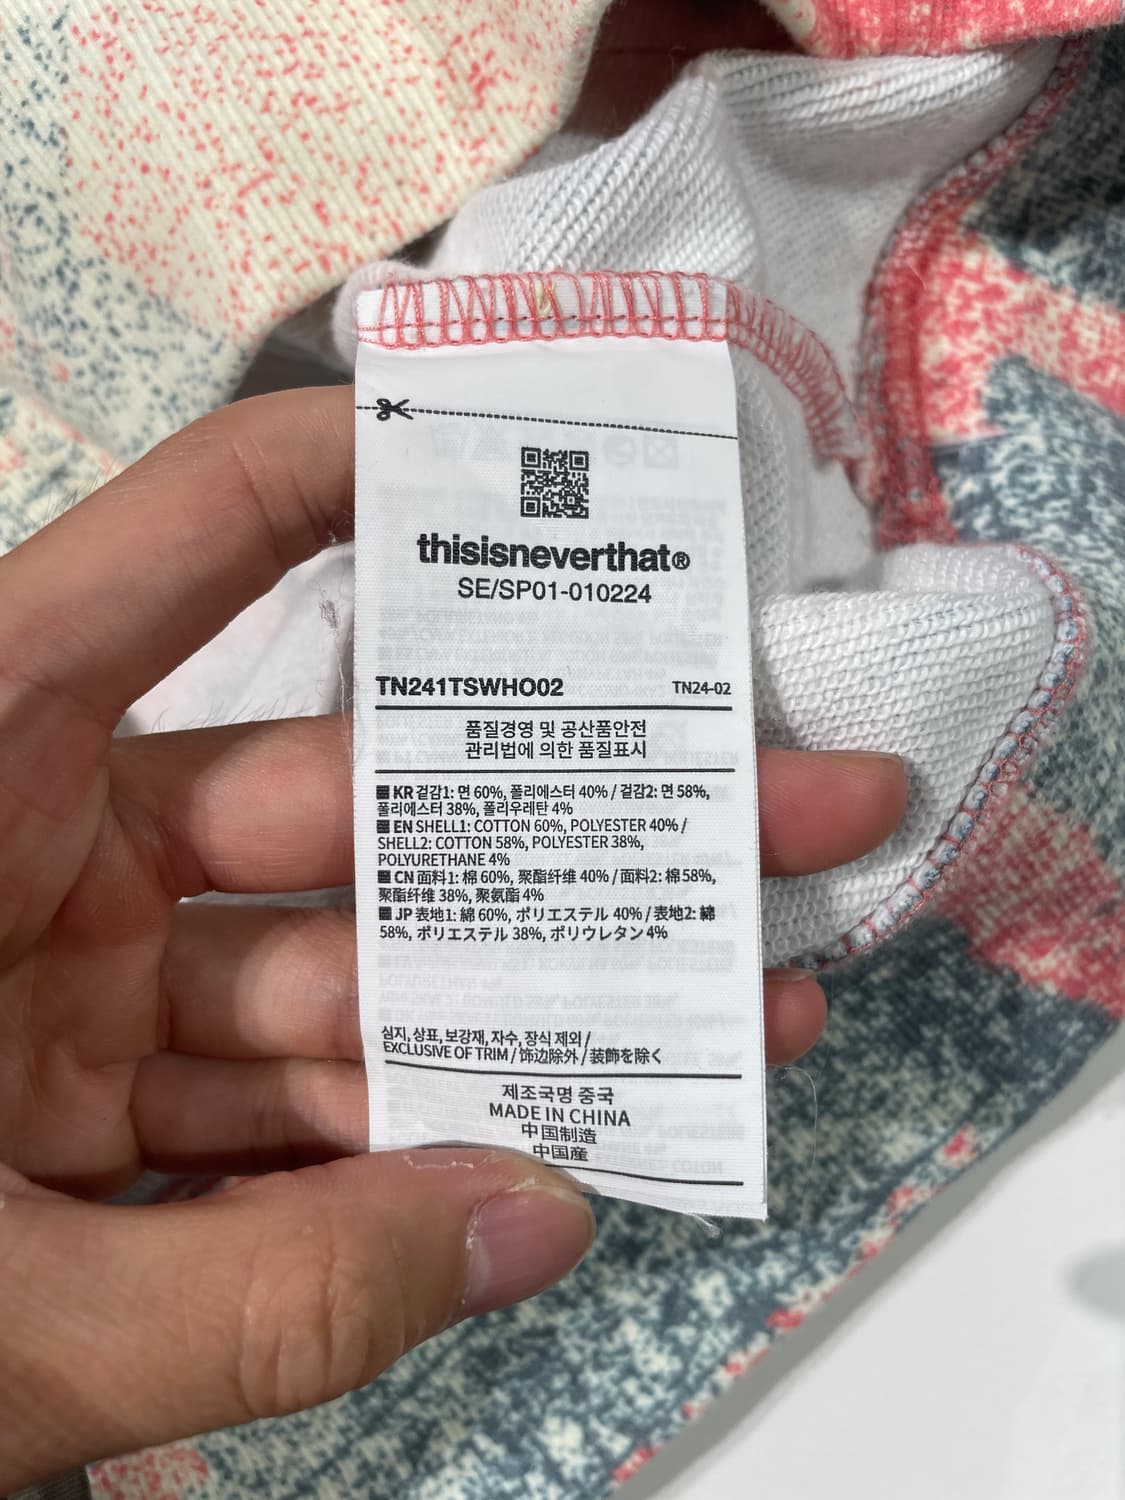 thisisneverthat®
SE/SP01-010224
TN241TSWHO02 TN24-02
품질경영 및 공산품안전
관리법에 의한 품질표시
KR 겉감1: 면 60%, 폴리에스터 40% / 겉감2: 면 58%,
폴리에스터 38%, 폴리우레탄 4%
EN SHELL1: COTTON 60%, POLYESTER 40% /
SHELL2: COTTON 58%, POLYESTER 38%,
POLYURETHANE 4%
CN 面料1: 棉 60%, 聚酯纤维 40% / 面料2: 棉 58%,
聚酯纤维 38%, 聚氨酯 4%
JP 表地1: 綿 60%, ポリエステル 40% / 表地2: 綿
58%, ポリエステル 38%, ポリウレタン 4%
심지, 상표, 보강재, 자수, 장식 제외 /
EXCLUSIVE OF TRIM / 饰边除外 / 装飾を除く
제조국명 중국
MADE IN CHINA
中国制造
中国産